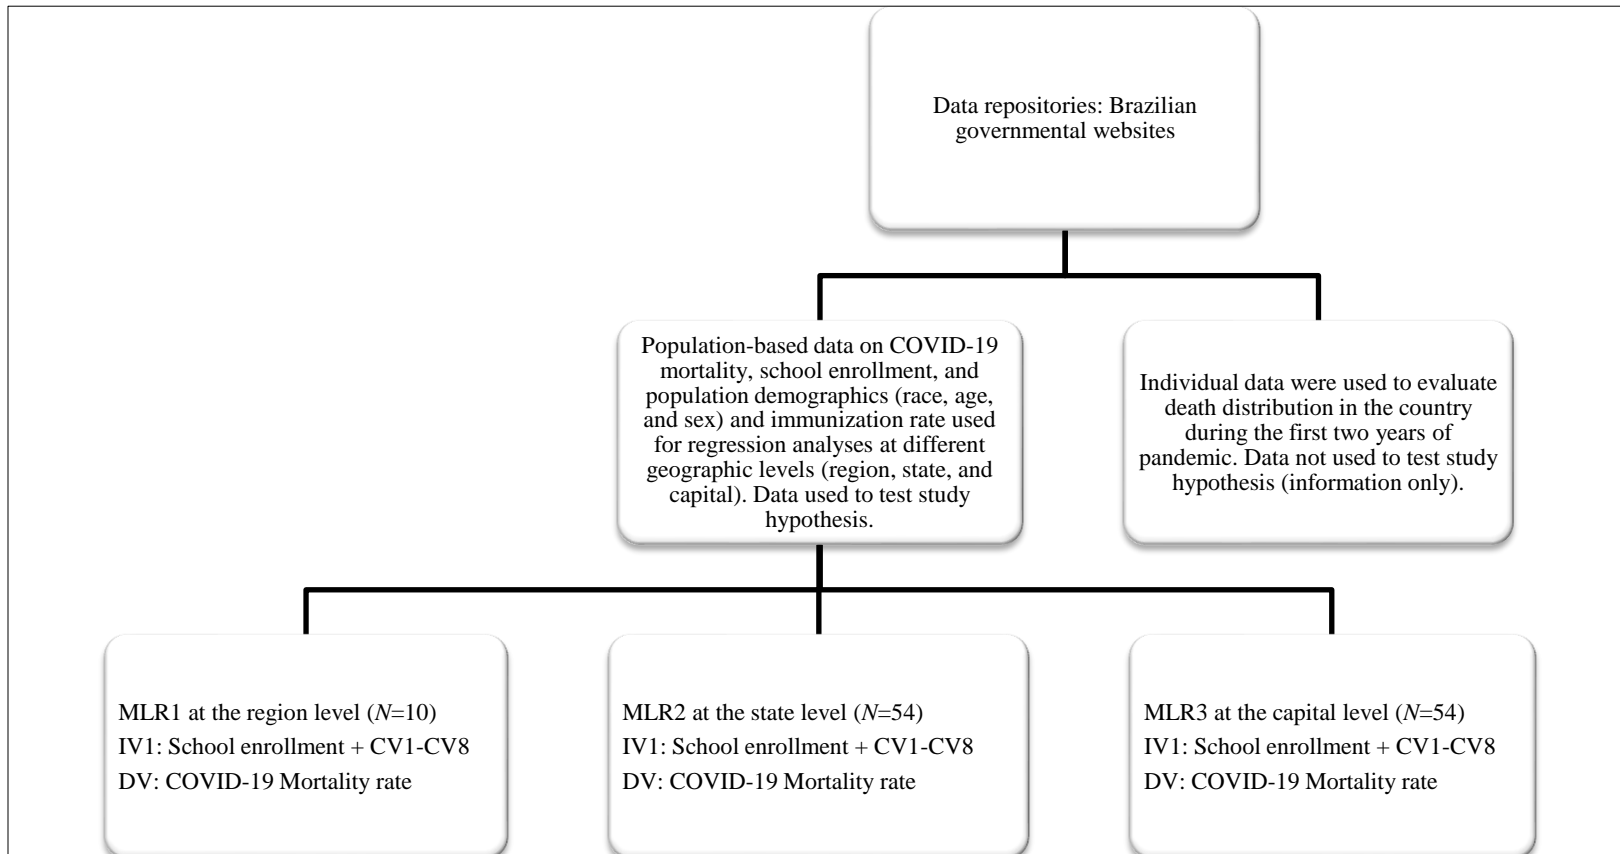 Data repositories: Brazilian
governmental websites
Population-based data on COVID-19
mortality, school enrollment, and
population demographics (race, age,
and sex) and immunization rate used
for regression analyses at different
geographic levels (region, state, and
capital). Data used to test study
hypothesis.
Individual data were used to evaluate
death distribution in the country
during the first two years of
pandemic. Data not used to test study
hypothesis (information only).
MLR1 at the region level (N=10)
IV1: School enrollment + CV1-CV8
DV: COVID-19 Mortality rate
MLR2 at the state level (N=54)
IV1: School enrollment + CV1-CV8
DV: COVID-19 Mortality rate
MLR3 at the capital level (N=54)
IV1: School enrollment + CV1-CV8
DV: COVID-19 Mortality rate